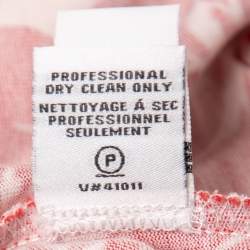 PROFESSIONAL
DRY CLEAN ONLY
NETTOYAGE Á SEC
PROFESSIONNEL
SEULEMENT
P
V#41011